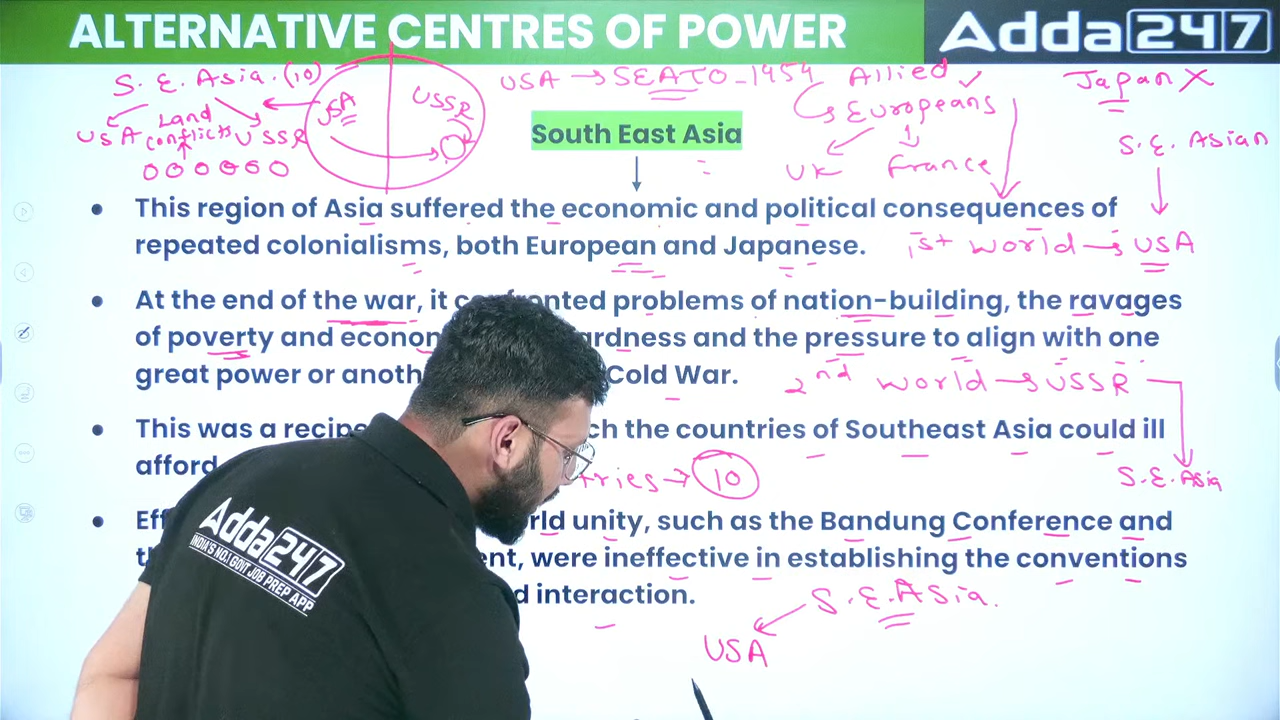 ALTERNATIVE CENTRES OF POWER
Adda247
S.E. Asia. (10)
USA
Land
conflicts
USSR
USA
USSR
USA → SEATO - 1954
Allied
Europeans
UK
France
Japan X
S.E. Asian
South East Asia
• This region of Asia suffered the economic and political consequences of
repeated colonialisms, both European and Japanese.
1st world → USA
• At the end of the war, it confronted problems of nation-building, the ravages
of poverty and econo ardness and the pressure to align with one
great power or anoth Cold War.
2nd world → USSR
• This was a recip ch the countries of Southeast Asia could ill
afford
tries → 10
S.E. Asia
• Eff rld unity, such as the Bandung Conference and
t ent, were ineffective in establishing the conventions
d interaction.
S.E. Asia.
USA
Adda247
INDIA'S NO.1 GOVT JOB PREP APP